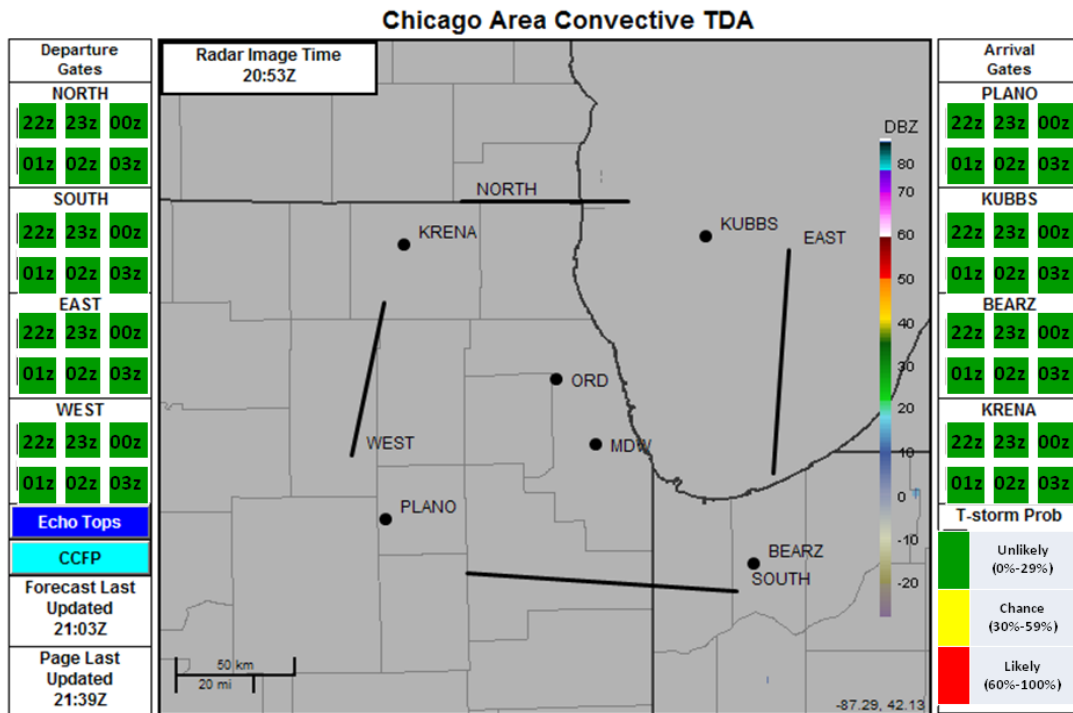 Chicago Area Convective TDA
Departure
Gates
NORTH
22z 23z 00z
01z 02z 03z
SOUTH
22z 23z 00z
01z 02z 03z
EAST
22z 23z 00z
01z 02z 03z
WEST
22z 23z 00z
01z 02z 03z
Echo Tops
CCFP
Forecast Last
Updated
21:03Z
Page Last
Updated
21:39Z
Radar Image Time
20:53Z
NORTH
KRENA
KUBBS
EAST
ORD
WEST
MDW
PLANO
BEARZ
SOUTH
50 km
20 mi
-87.29, 42.13
DBZ
80
70
60
50
40
30
20
10
0
-10
-20
Arrival
Gates
PLANO
22z 23z 00z
01z 02z 03z
KUBBS
22z 23z 00z
01z 02z 03z
BEARZ
22z 23z 00z
01z 02z 03z
KRENA
22z 23z 00z
01z 02z 03z
T-storm Prob
Unlikely
(0%-29%)
Chance
(30%-59%)
Likely
(60%-100%)